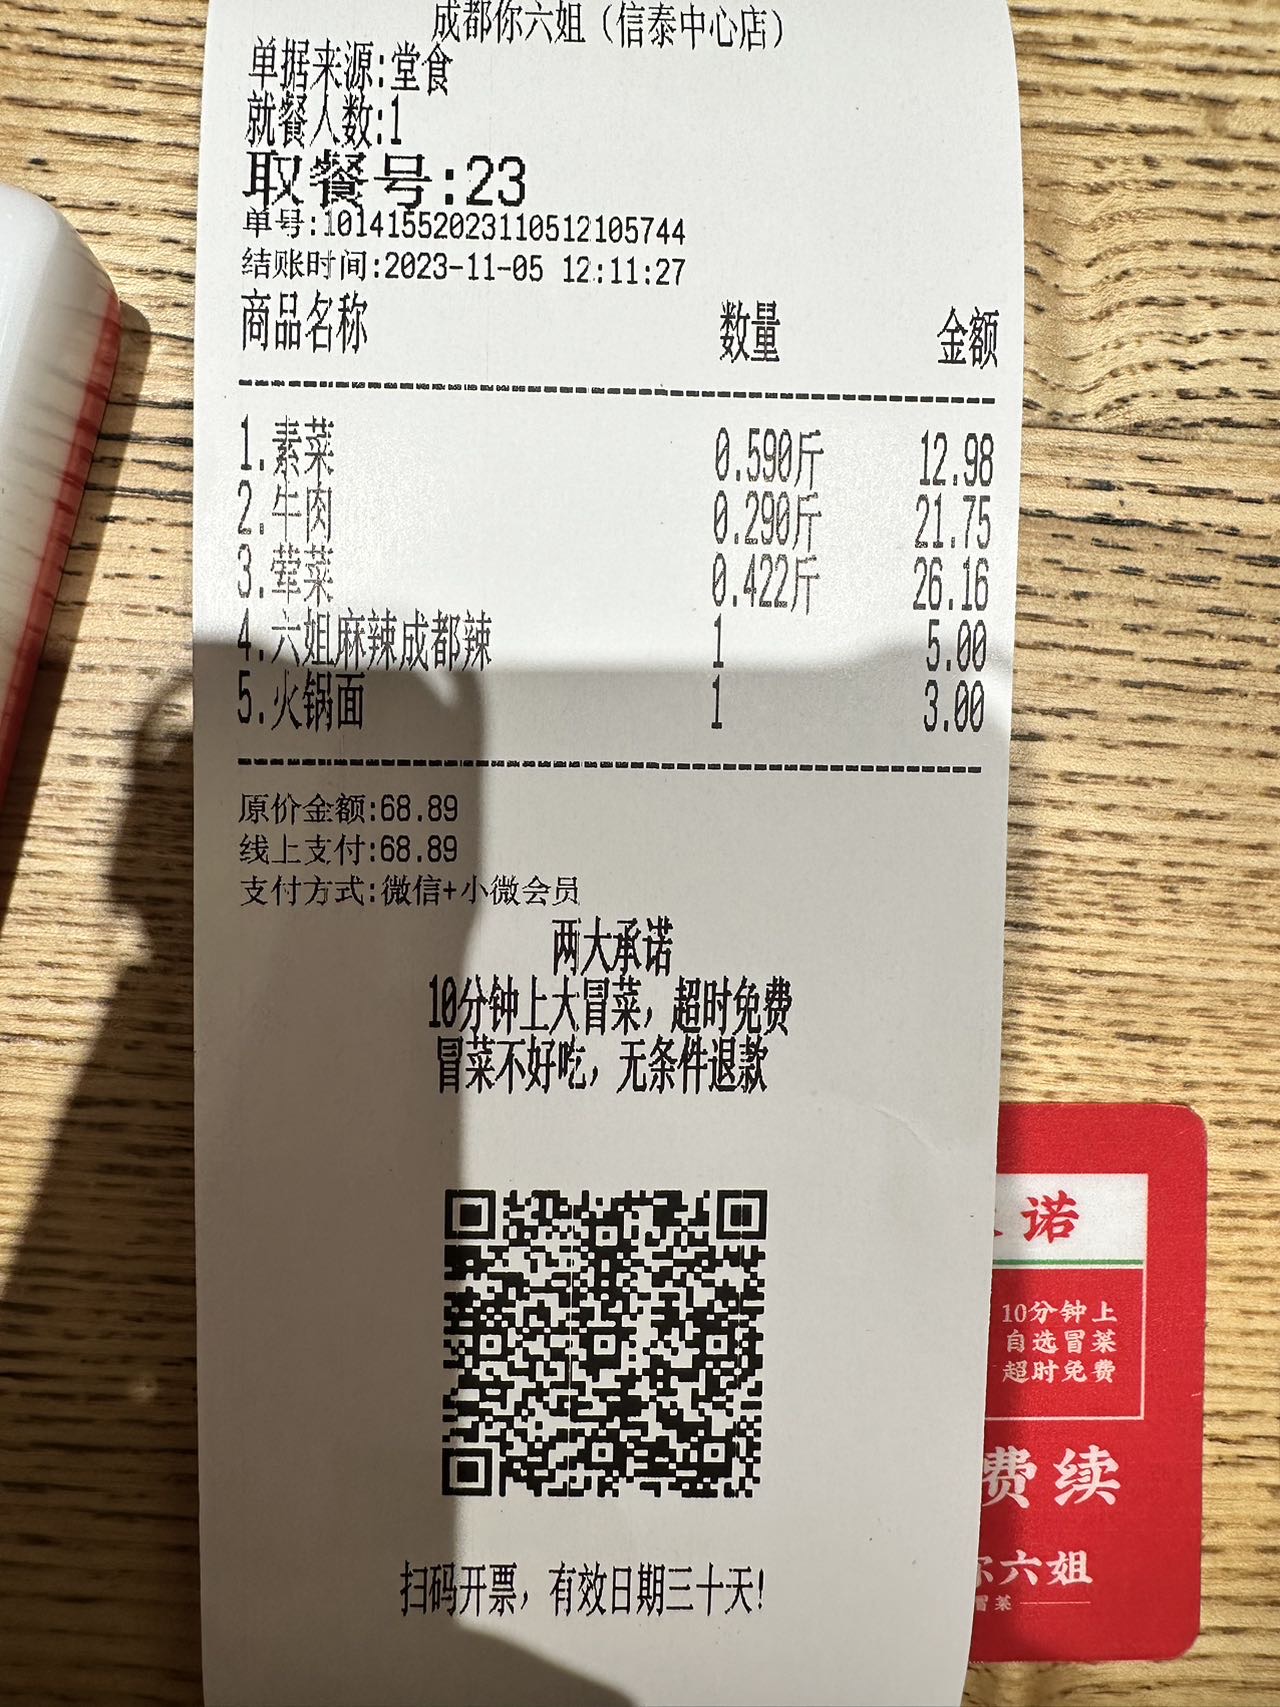 成都你六姐（信泰中心店）
单据来源:堂食
就餐人数:1
取餐号:23
单号:10141552023110512105744
结账时间:2023-11-05 12:11:27
商品名称 数量 金额
1.素菜 0.590斤 12.98
2.牛肉 0.290斤 21.75
3.荤菜 0.422斤 26.16
4.六姐麻辣成都辣 1 5.00
5.火锅面 1 3.00
原价金额:68.89
线上支付:68.89
支付方式:微信+小微会员
两大承诺
10分钟上大冒菜，超时免费
冒菜不好吃，无条件退款
扫码开票，有效日期三十天!
诺
10分钟上
自选冒菜
超时免费
费续
你六姐
冒菜